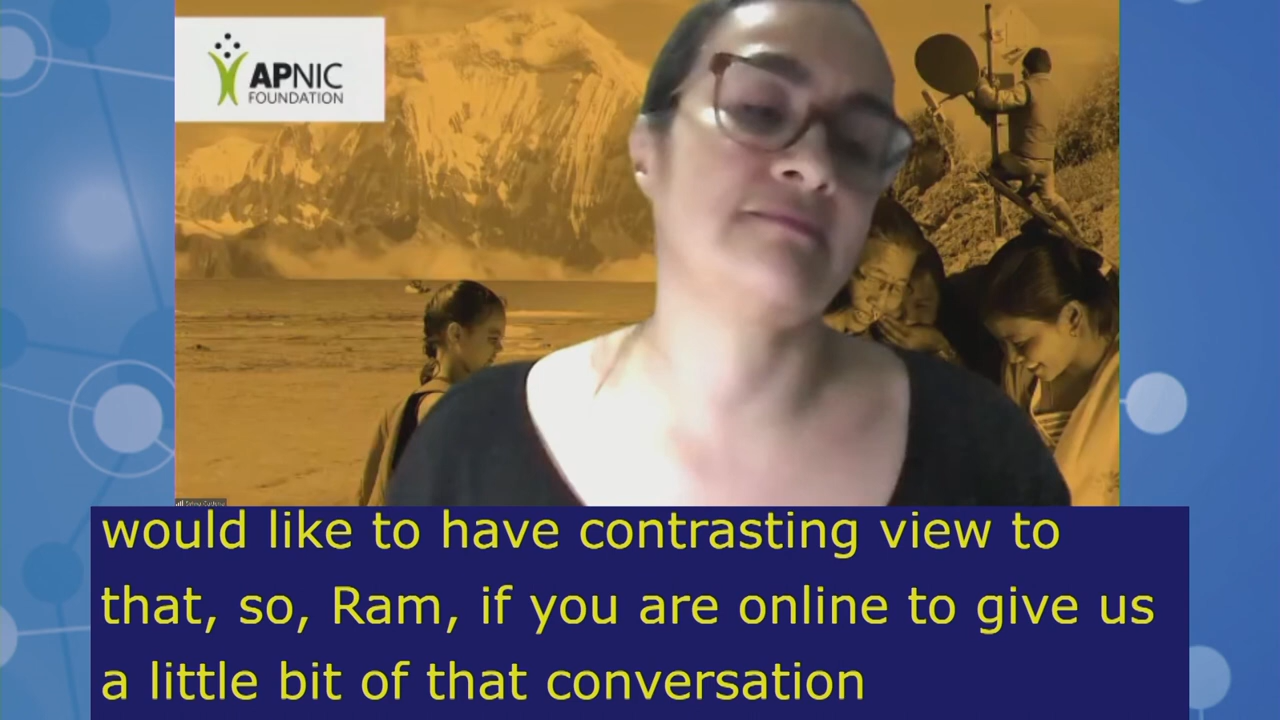 APNIC
FOUNDATION
would like to have contrasting view to
that, so, Ram, if you are online to give us
a little bit of that conversation